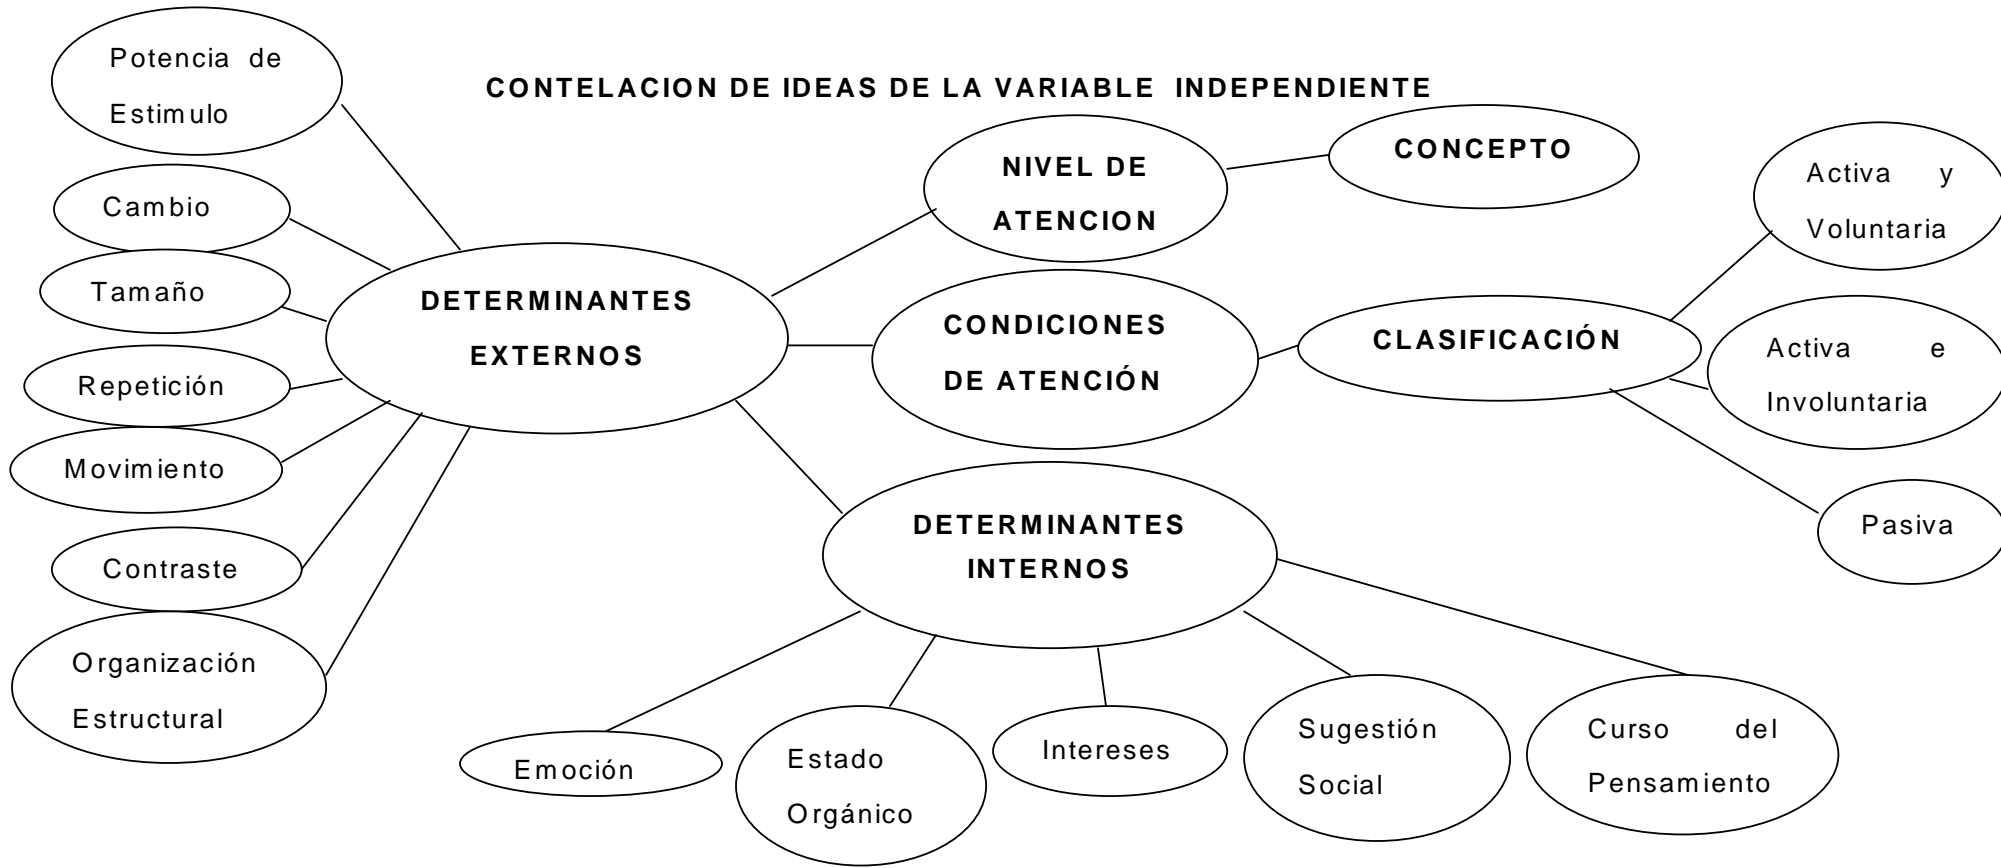 CONTELACION DE IDEAS DE LA VARIABLE INDEPENDIENTE
Potencia de
Estimulo
Cambio
Tamaño
Repetición
Movimiento
Contraste
Organización
Estructural
DETERMINANTES
EXTERNOS
NIVEL DE
ATENCION
CONCEPTO
CONDICIONES
DE ATENCIÓN
CLASIFICACIÓN
Activa y
Voluntaria
Activa e
Involuntaria
Pasiva
DETERMINANTES
INTERNOS
Emoción
Estado
Orgánico
Intereses
Sugestión
Social
Curso del
Pensamiento